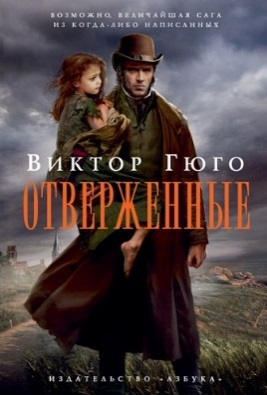 ВОЗМОЖНО, ВЕЛИЧАЙШАЯ САГА
ИЗ КОГДА-ЛИБО НАПИСАННЫХ
ВИКТОР ГЮГО
ОТВЕРЖЕННЫЕ
ИЗДАТЕЛЬСТВО «АЗБУКА»